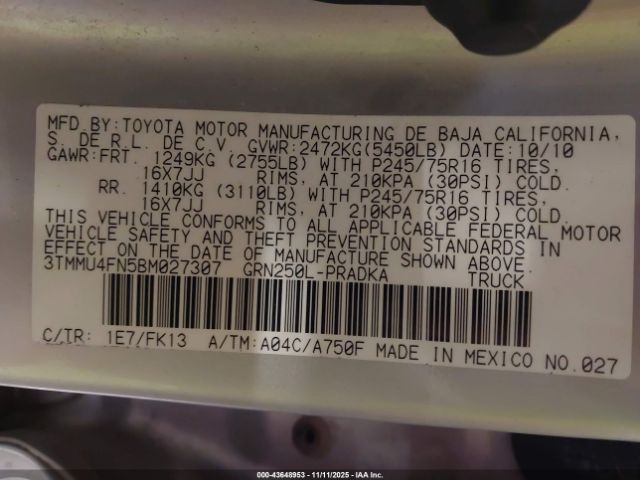 MFD BY:TOYOTA MOTOR MANUFACTURING DE BAJA CALIFORNIA,
S. DE R.L. DE C.V. GVWR:2472KG(5450LB) DATE:10/10
GAWR:FRT. 1249KG (2755LB) WITH P245/75R16 TIRES,
16X7JJ RIMS, AT 210KPA (30PSI) COLD.
RR. 1410KG (3110LB) WITH P245/75R16 TIRES,
16X7JJ RIMS, AT 210KPA (30PSI) COLD.
THIS VEHICLE CONFORMS TO ALL APPLICABLE FEDERAL MOTOR
VEHICLE SAFETY AND THEFT PREVENTION STANDARDS IN
EFFECT ON THE DATE OF MANUFACTURE SHOWN ABOVE.
3TMMU4FN5BM027307 GRN250L-PRADKA TRUCK
C/TR: 1E7/FK13 A/TM:A04C/A750F MADE IN MEXICO NO.027
000-43648953 - 11/11/2025 - IAA Inc.